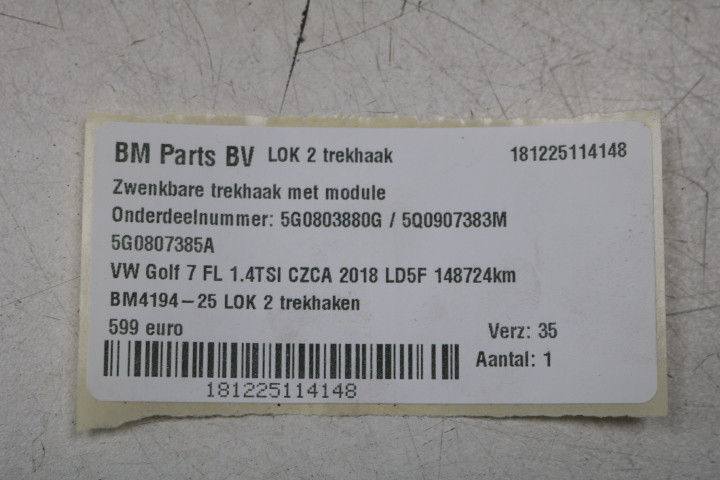 BM Parts BV LOK 2 trekhaak 181225114148
Zwenkbare trekhaak met module
Onderdeelnummer: 5G0803880G / 5Q0907383M
5G0807385A
VW Golf 7 FL 1.4TSI CZCA 2018 LD5F 148724km
BM4194-25 LOK 2 trekhaken
599 euro Verz: 35
Aantal: 1
181225114148